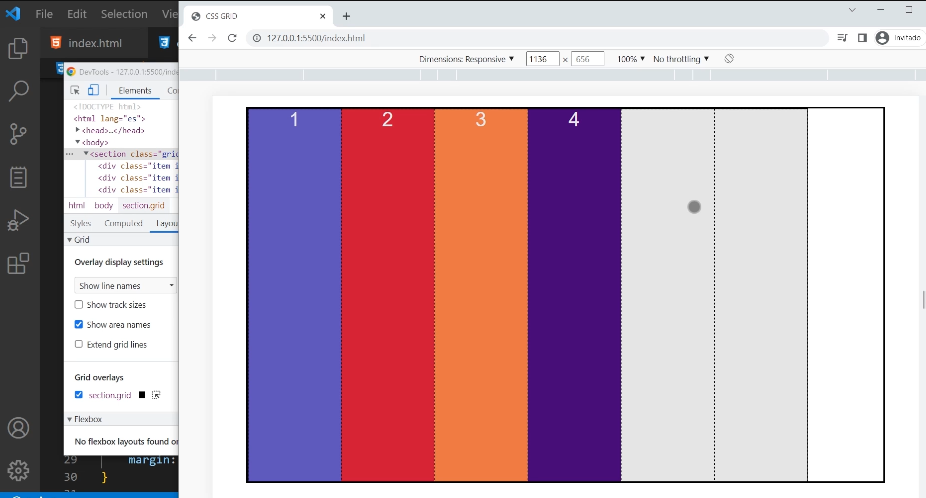 File Edit Selection Vie
CSS GRID
127.0.0.1:5500/index.html
Invitado
index.html
Dimensions: Responsive ▼ 1136 × 656 100% ▼ No throttling ▼
DevTools - 127.0.0.1:5500/inde
Elements Co
<!DOCTYPE html>
<html lang="es">
<head>…</head>
<body>
<section class="grid
<div class="item i
<div class="item i
<div class="item i
html body section.grid
Styles Computed Layou
Grid
Overlay display settings
Show line names
Show track sizes
Show area names
Extend grid lines
Grid overlays
section.grid
Flexbox
No flexbox layouts found on
29 margin:
30 }
31
1 2 3 4